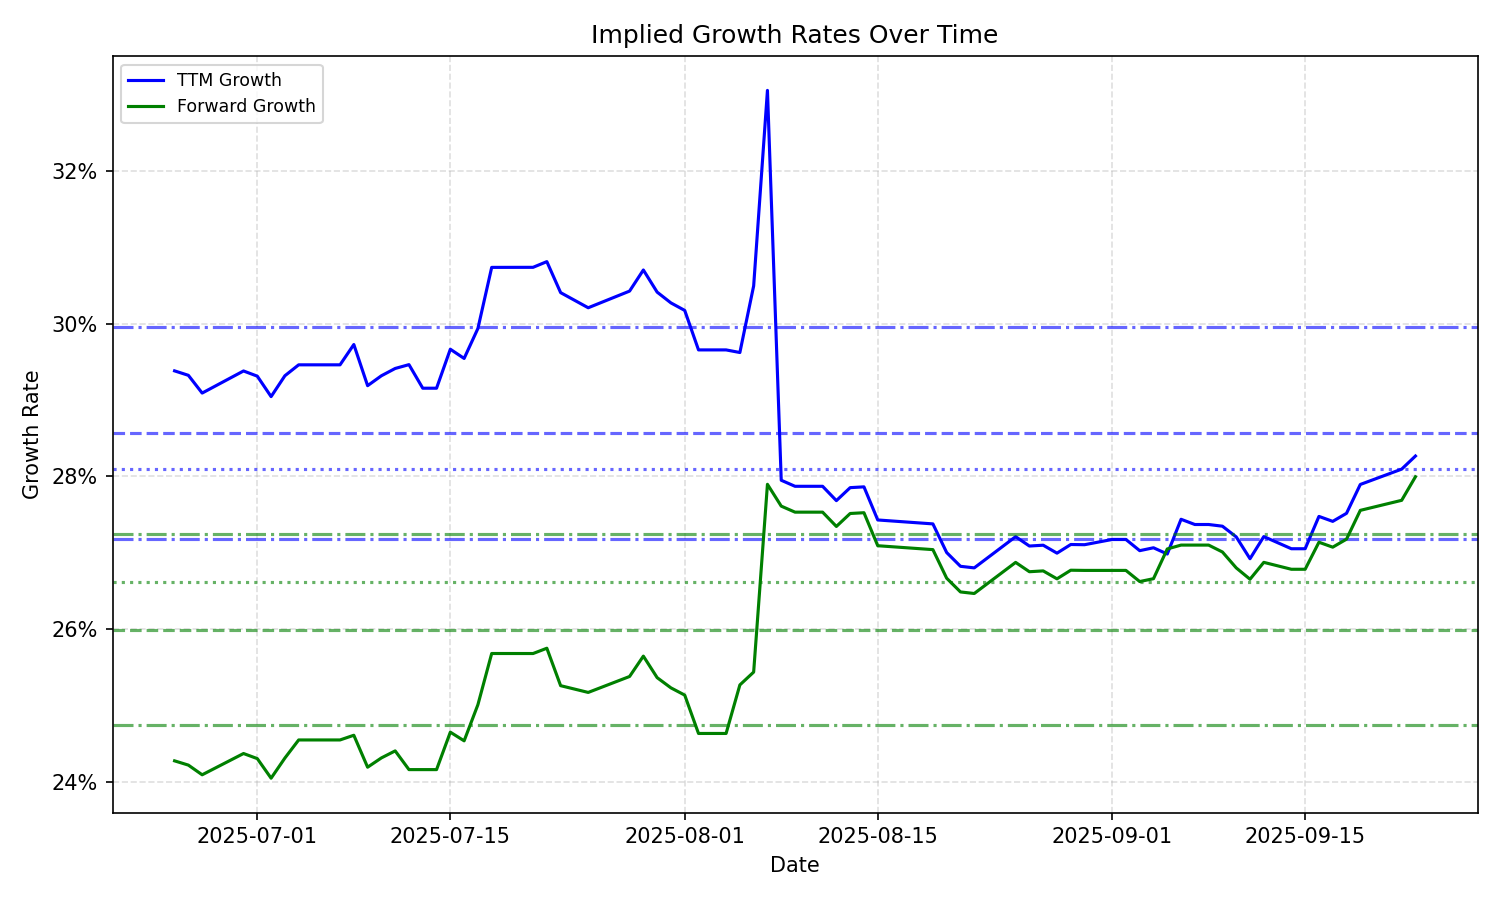 Implied Growth Rates Over Time
TTM Growth
Forward Growth
Growth Rate
32%
30%
28%
26%
24%
2025-07-01
2025-07-15
2025-08-01
2025-08-15
2025-09-01
2025-09-15
Date